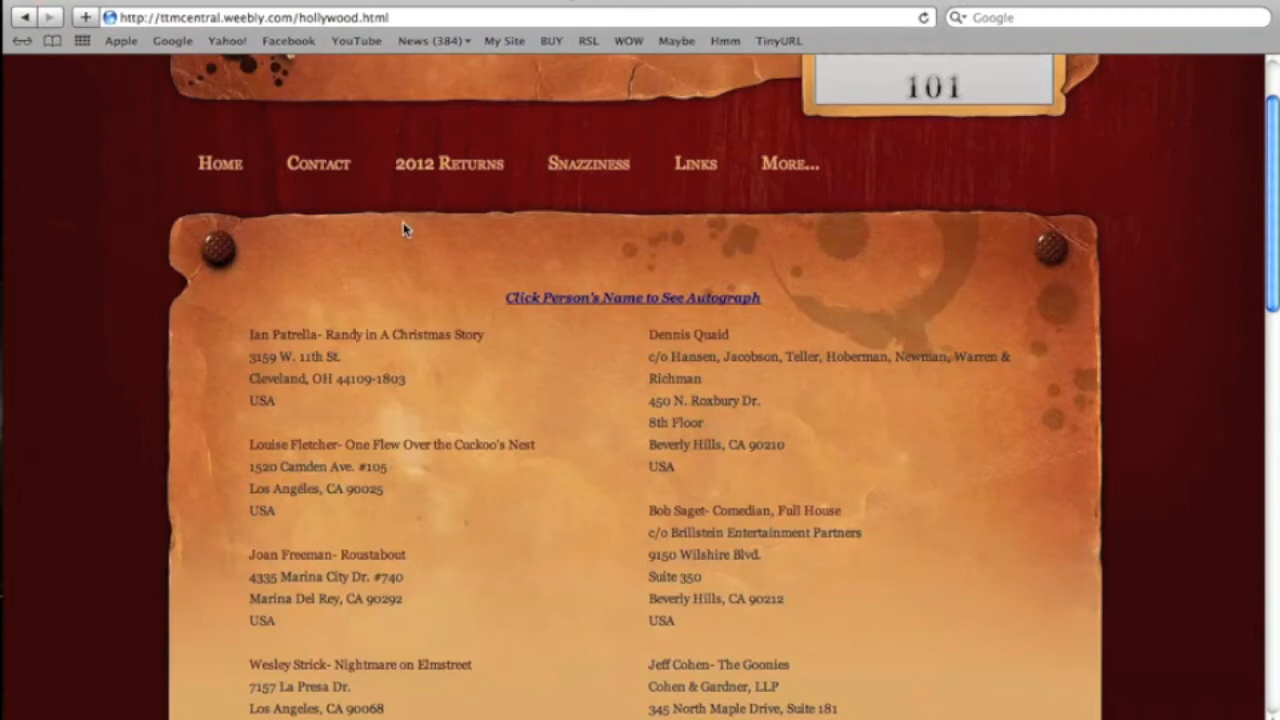 http://ttmcentral.weebly.com/hollywood.html
Google
Apple Google Yahoo! Facebook YouTube News (384) My Site BUY RSL WOW Maybe Hmm TinyURL
101
Home Contact 2012 Returns Snazziness Links More...
Click Person's Name to See Autograph
Ian Patrella- Randy in A Christmas Story
3159 W. 11th St.
Cleveland, OH 44109-1803
USA
Louise Fletcher- One Flew Over the Cuckoo's Nest
1520 Camden Ave. #105
Los Angeles, CA 90025
USA
Joan Freeman- Roustabout
4335 Marina City Dr. #740
Marina Del Rey, CA 90292
USA
Wesley Strick- Nightmare on Elmstreet
7157 La Presa Dr.
Los Angeles, CA 90068
Dennis Quaid
c/o Hansen, Jacobson, Teller, Hoberman, Newman, Warren &
Richman
450 N. Roxbury Dr.
8th Floor
Beverly Hills, CA 90210
USA
Bob Saget- Comedian, Full House
c/o Brillstein Entertainment Partners
9150 Wilshire Blvd.
Suite 350
Beverly Hills, CA 90212
USA
Jeff Cohen- The Goonies
Cohen & Gardner, LLP
345 North Maple Drive, Suite 181